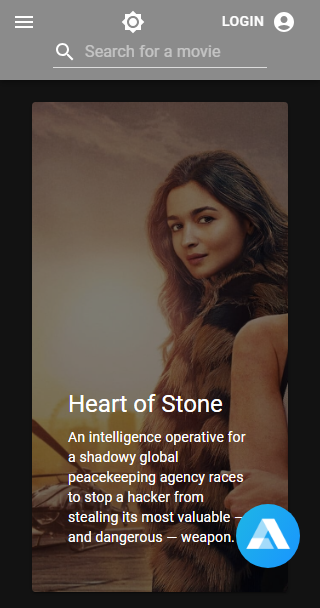 LOGIN
Search for a movie
Heart of Stone
An intelligence operative for
a shadowy global
peacekeeping agency races
to stop a hacker from
stealing its most valuable —
and dangerous — weapon.